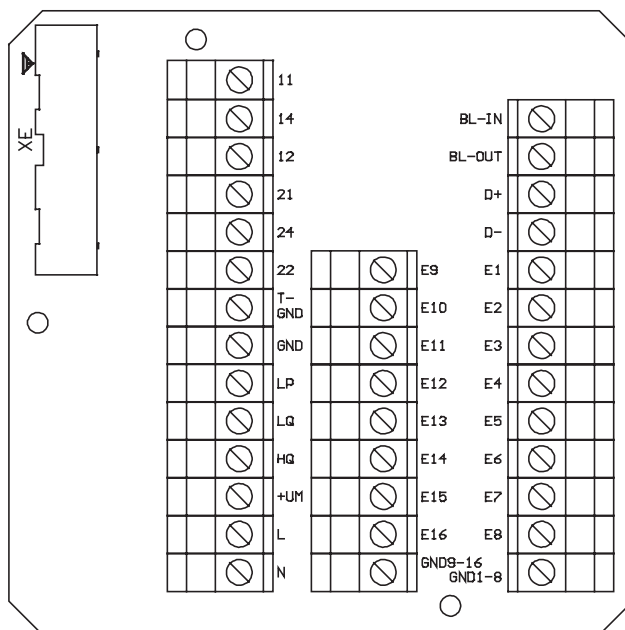 XE
11
14
12
21
24
22
T-
GND
GND
LP
LQ
HQ
+UM
L
N
E9
E10
E11
E12
E13
E14
E15
E16
GND9-16
BL-IN
BL-OUT
D+
D-
E1
E2
E3
E4
E5
E6
E7
E8
GND1-8